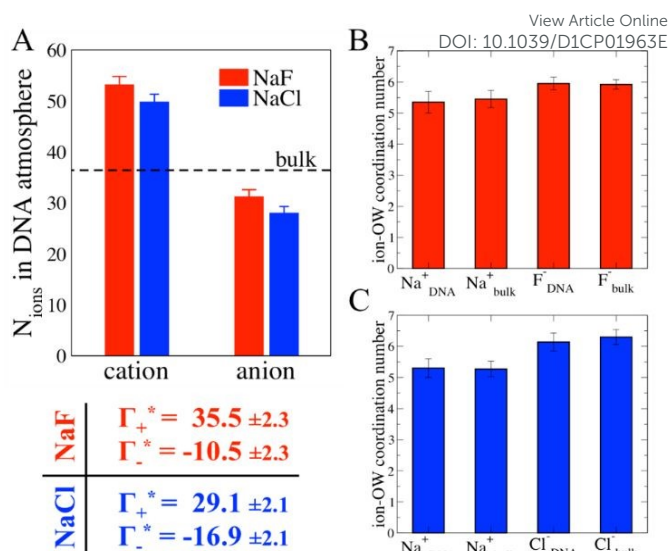 View Article Online
DOI: 10.1039/D1CP01963E
A
60
50
40
30
20
10
0
N_ions in DNA atmosphere
NaF
NaCl
bulk
cation
anion
NaF
Γ₊* = 35.5 ±2.3
Γ₋* = -10.5 ±2.3
NaCl
Γ₊* = 29.1 ±2.1
Γ₋* = -16.9 ±2.1
B
7
6
5
4
3
2
1
0
ion-OW coordination number
Na⁺DNA
Na⁺bulk
F⁻DNA
F⁻bulk
C
7
6
5
4
3
2
1
0
ion-OW coordination number
Na⁺
Na⁺
Cl⁻DNA
Cl⁻bulk